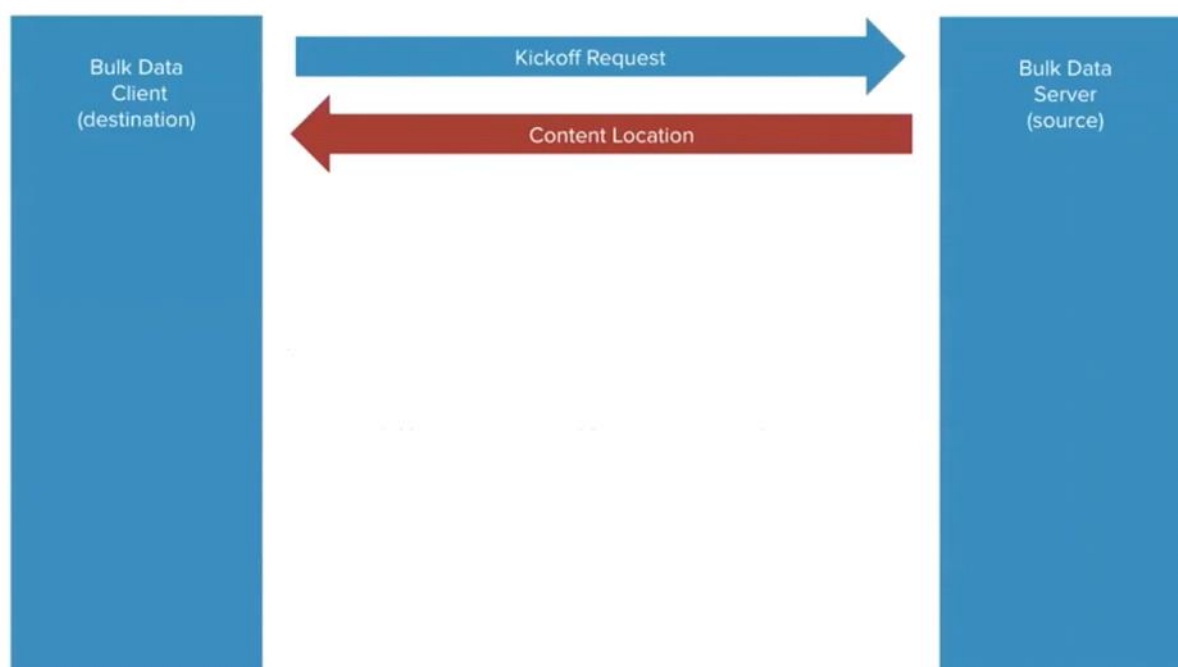 Bulk Data
Client
(destination)
Kickoff Request
Content Location
Bulk Data
Server
(source)